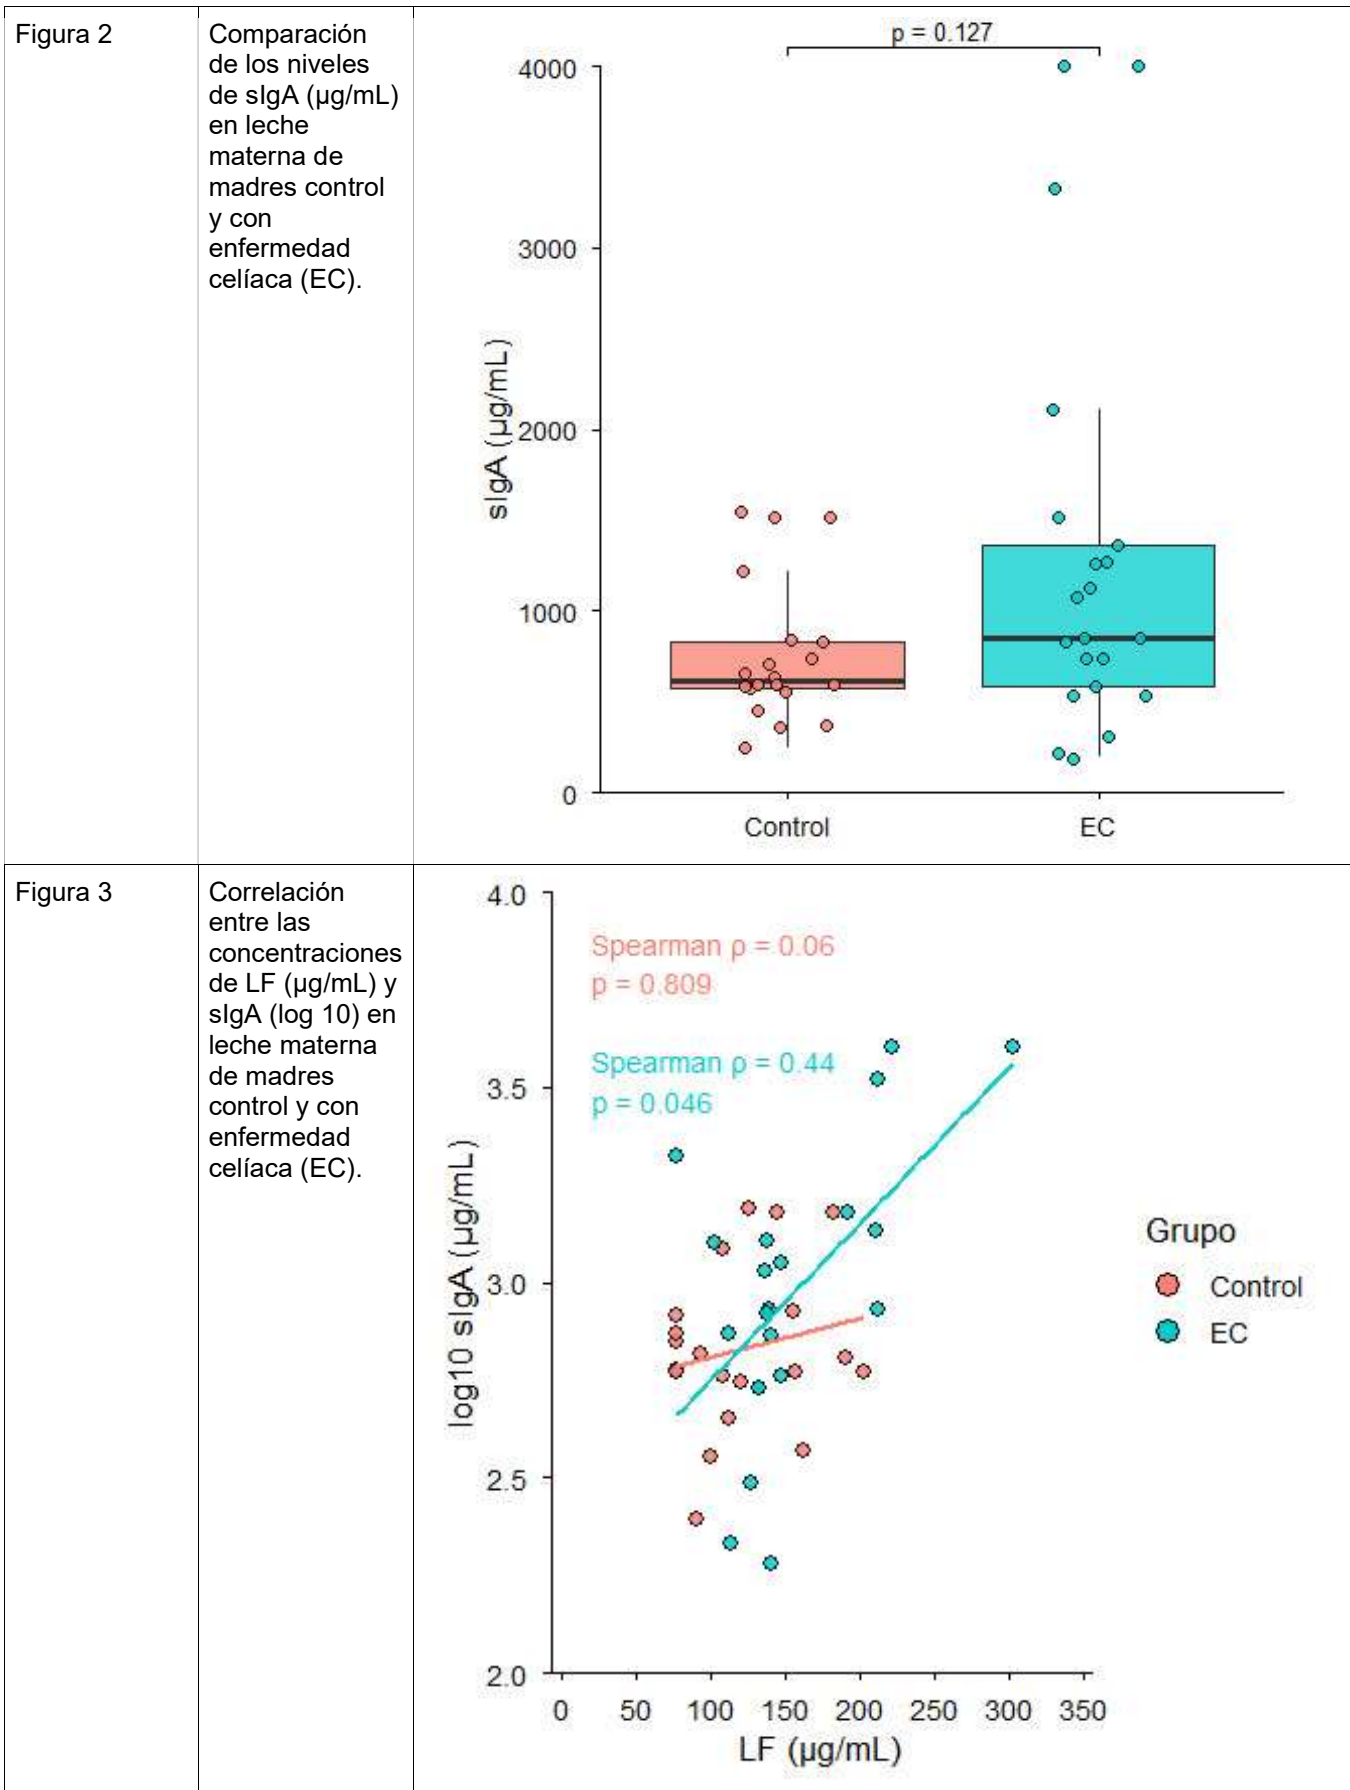 Figura 2
Comparación
de los niveles
de sIgA (µg/mL)
en leche
materna de
madres control
y con
enfermedad
celíaca (EC).
p = 0.127
4000
3000
2000
1000
0
sIgA (µg/mL)
Control
EC
Figura 3
Correlación
entre las
concentraciones
de LF (µg/mL) y
sIgA (log 10) en
leche materna
de madres
control y con
enfermedad
celíaca (EC).
Spearman ρ = 0.06
p = 0.809
Spearman ρ = 0.44
p = 0.046
4.0
3.5
3.0
2.5
2.0
log10 sIgA (µg/mL)
0 50 100 150 200 250 300 350
LF (µg/mL)
Grupo
Control
EC